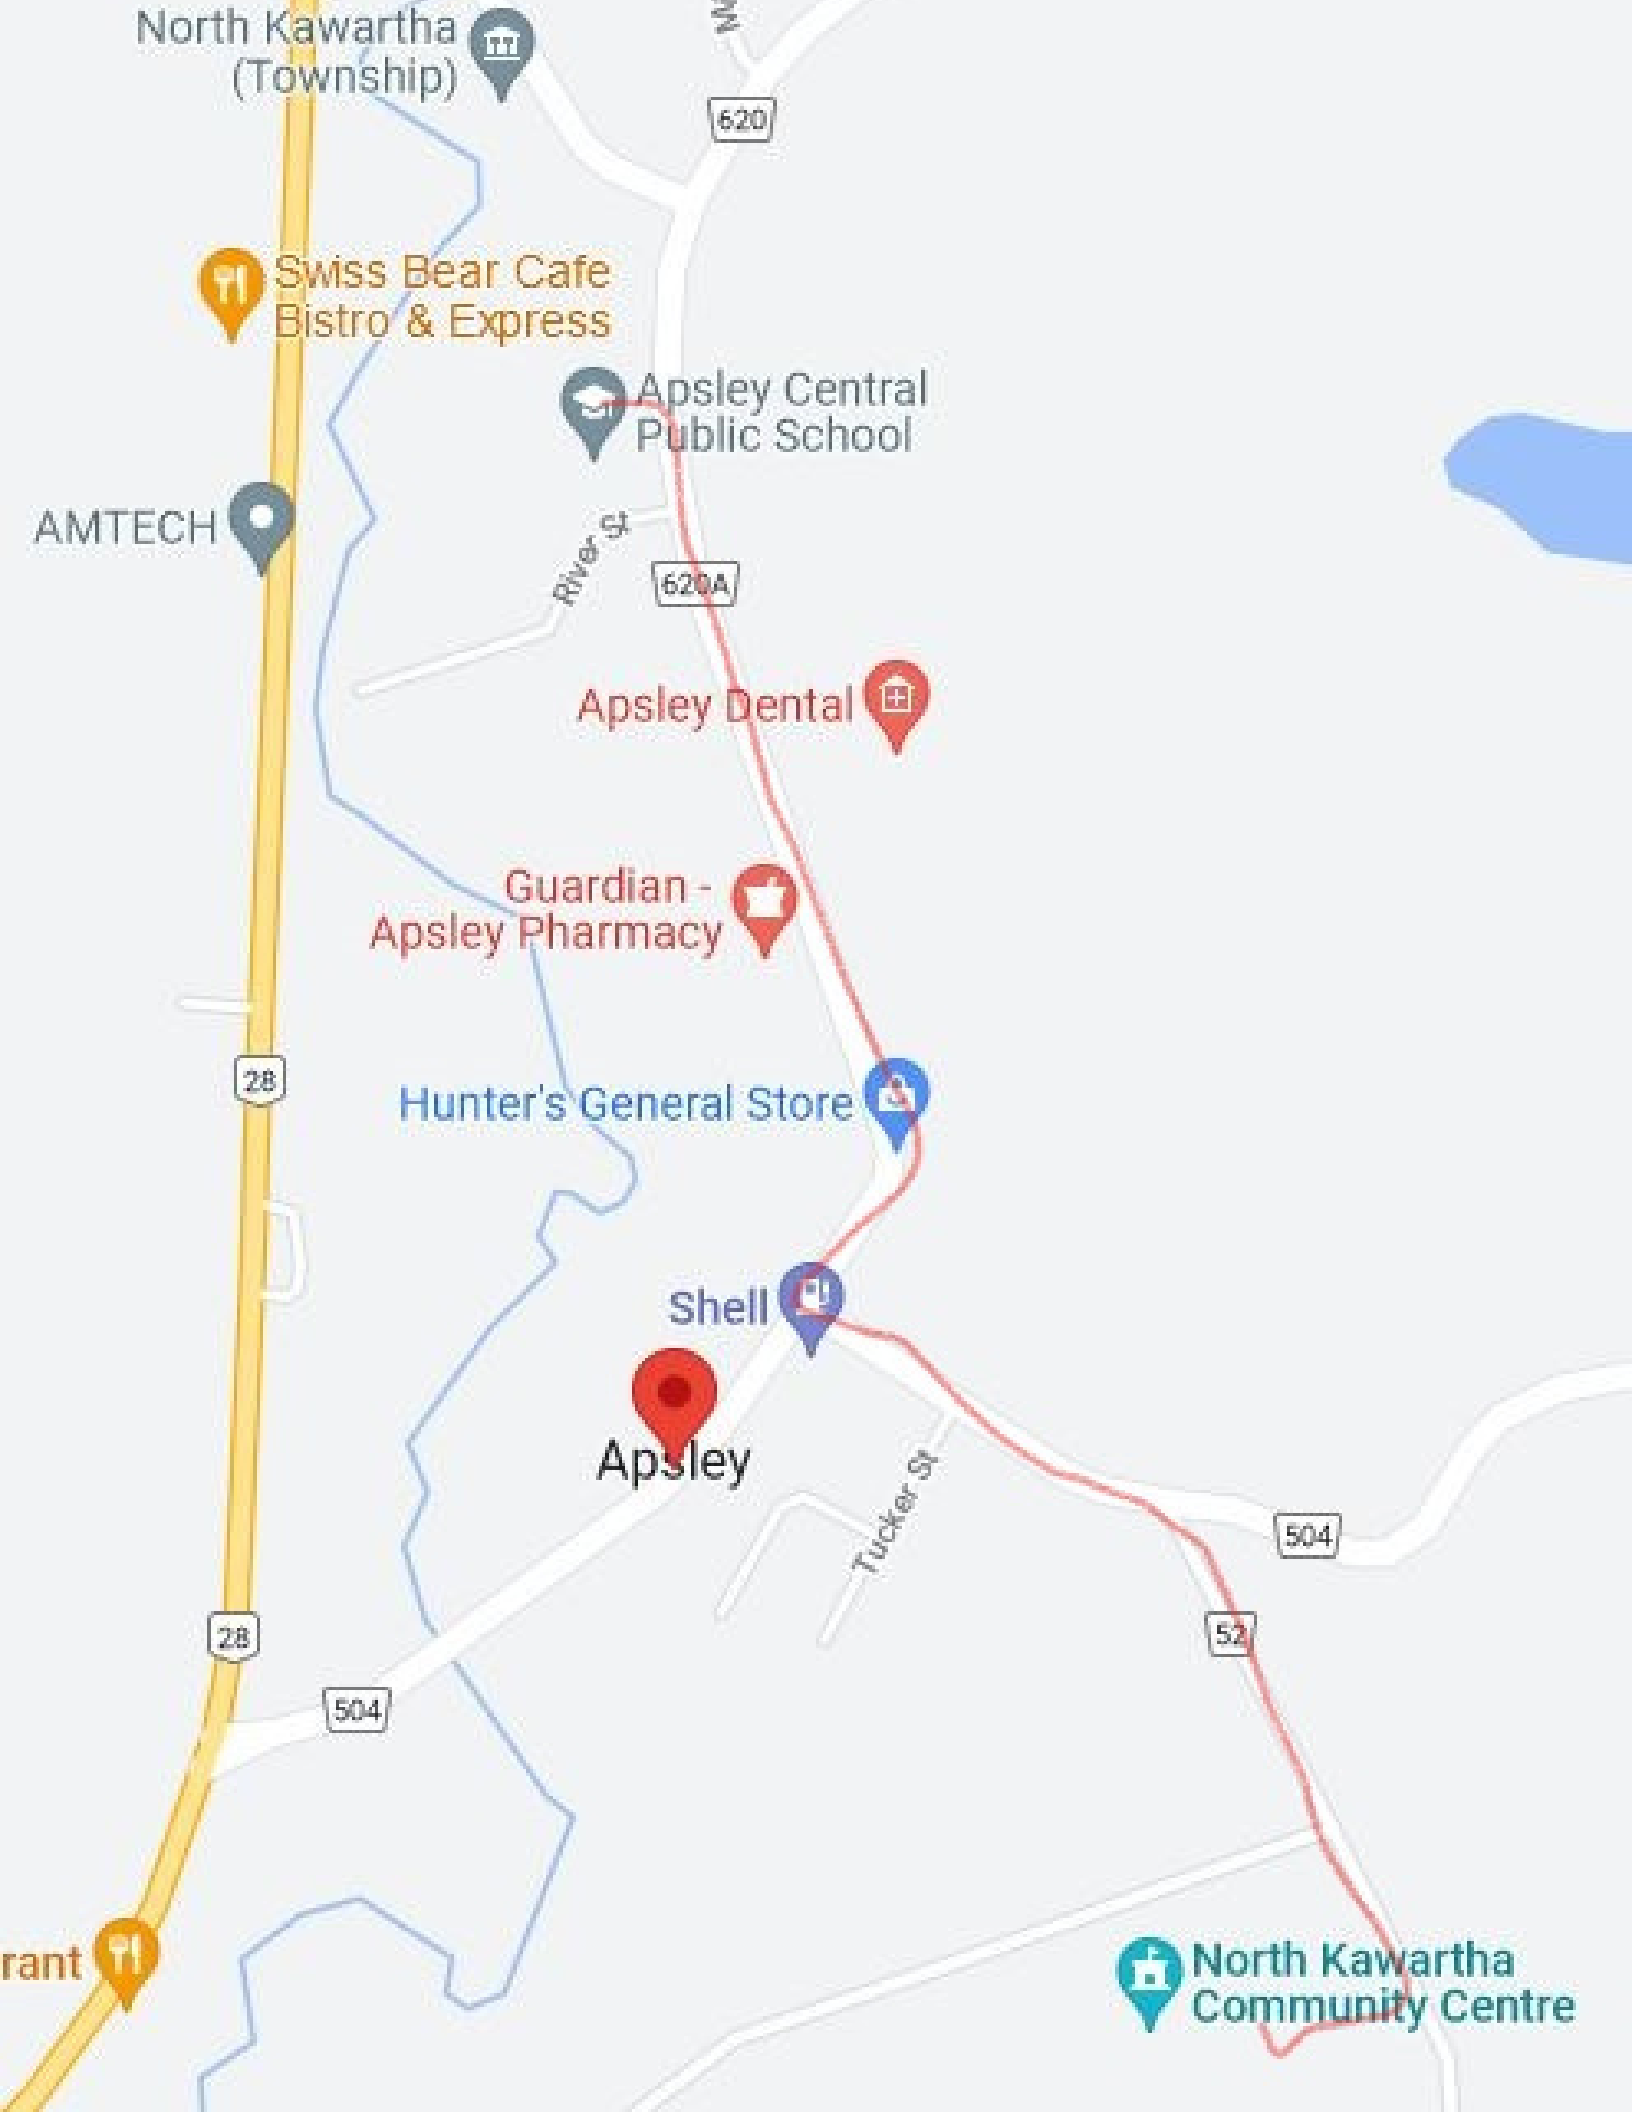 North Kawartha
(Township)
620
Swiss Bear Cafe
Bistro & Express
Apsley Central
Public School
AMTECH
River St
620A
Apsley Dental
Guardian -
Apsley Pharmacy
28
Hunter's General Store
Shell
Apsley
Tucker St
504
28
52
504
rant
North Kawartha
Community Centre